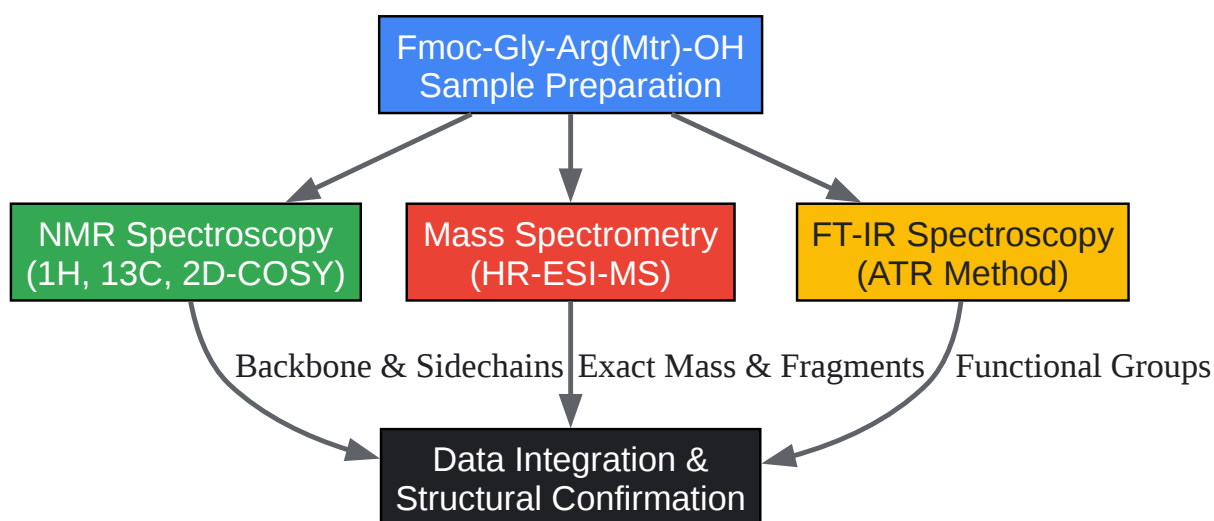 Fmoc-Gly-Arg(Mtr)-OH
Sample Preparation
NMR Spectroscopy
(1H, 13C, 2D-COSY)
Mass Spectrometry
(HR-ESI-MS)
FT-IR Spectroscopy
(ATR Method)
Backbone & Sidechains
Exact Mass & Fragments
Functional Groups
Data Integration &
Structural Confirmation